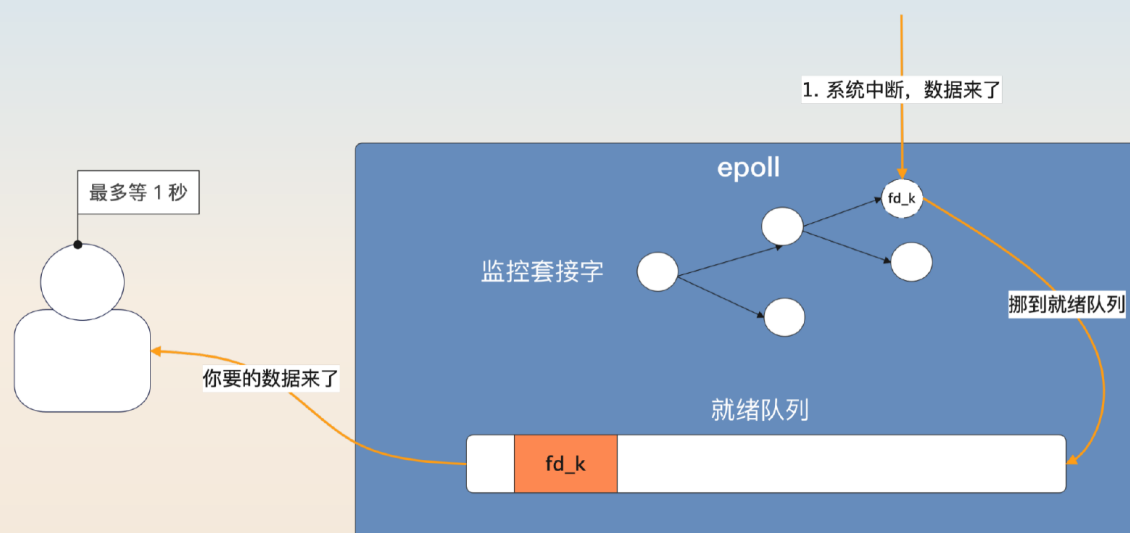 1. 系统中断，数据来了
epoll
最多等 1 秒
fd_k
监控套接字
挪到就绪队列
你要的数据来了
就绪队列
fd_k